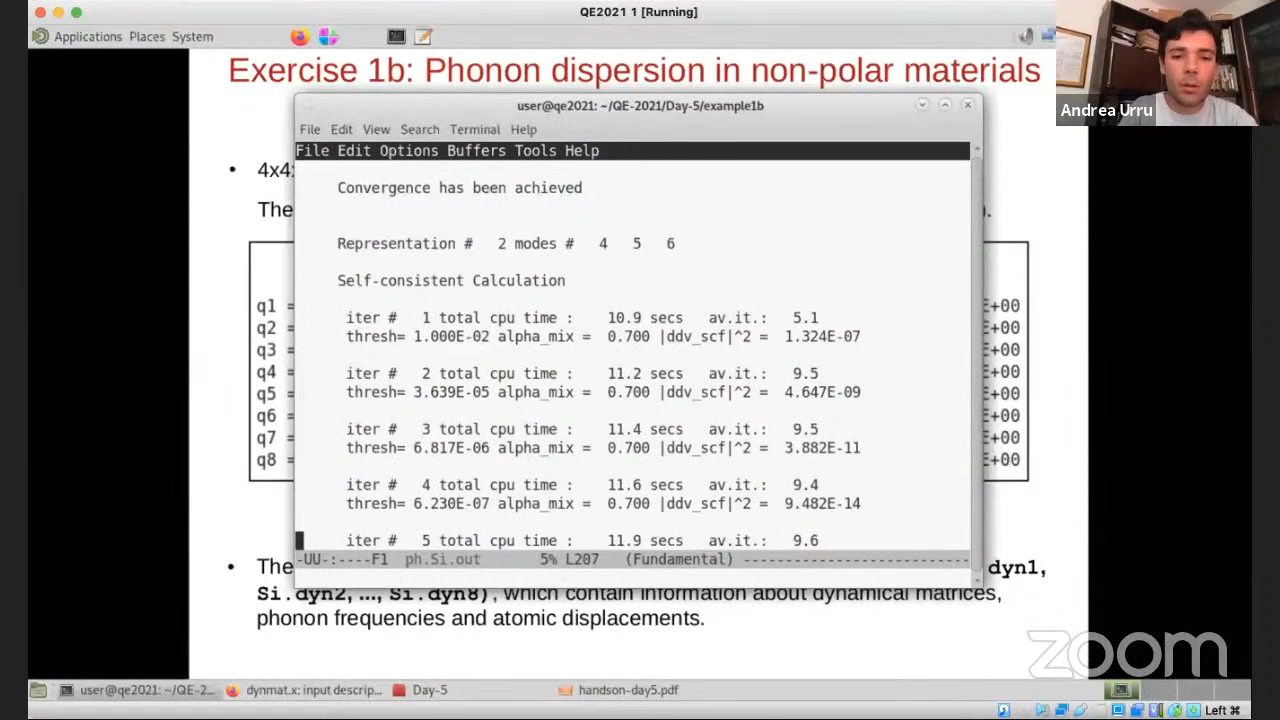 QE2021 1 [Running]
Applications Places System
Andrea Urru
Exercise 1b: Phonon dispersion in non-polar materials
user@qe2021: ~/QE-2021/Day-5/example1b
File Edit View Search Terminal Help
File Edit Options Buffers Tools Help
4x4x
Convergence has been achieved
The
Representation # 2 modes # 4 5 6
Self-consistent Calculation
q1 =
q2 =
q3 =
q4 =
q5 =
q6 =
q7 =
q8 =
E+00
E+00
E+00
E+00
E+00
E+00
E+00
E+00
iter # 1 total cpu time : 10.9 secs av.it.: 5.1
thresh= 1.000E-02 alpha_mix = 0.700 |ddv_scf|^2 = 1.324E-07
iter # 2 total cpu time : 11.2 secs av.it.: 9.5
thresh= 3.639E-05 alpha_mix = 0.700 |ddv_scf|^2 = 4.647E-09
iter # 3 total cpu time : 11.4 secs av.it.: 9.5
thresh= 6.817E-06 alpha_mix = 0.700 |ddv_scf|^2 = 3.882E-11
iter # 4 total cpu time : 11.6 secs av.it.: 9.4
thresh= 6.230E-07 alpha_mix = 0.700 |ddv_scf|^2 = 9.482E-14
iter # 5 total cpu time : 11.9 secs av.it.: 9.6
-UU-:----F1 ph.Si.out 5% L207 (Fundamental) --------------------------
The dyn1,
Si.dyn2, ..., Si.dyn8), which contain information about dynamical matrices,
phonon frequencies and atomic displacements.
zoom
user@qe2021: ~/QE-2... dynmat.x: input descrip... Day-5 handson-day5.pdf
Left ⌘